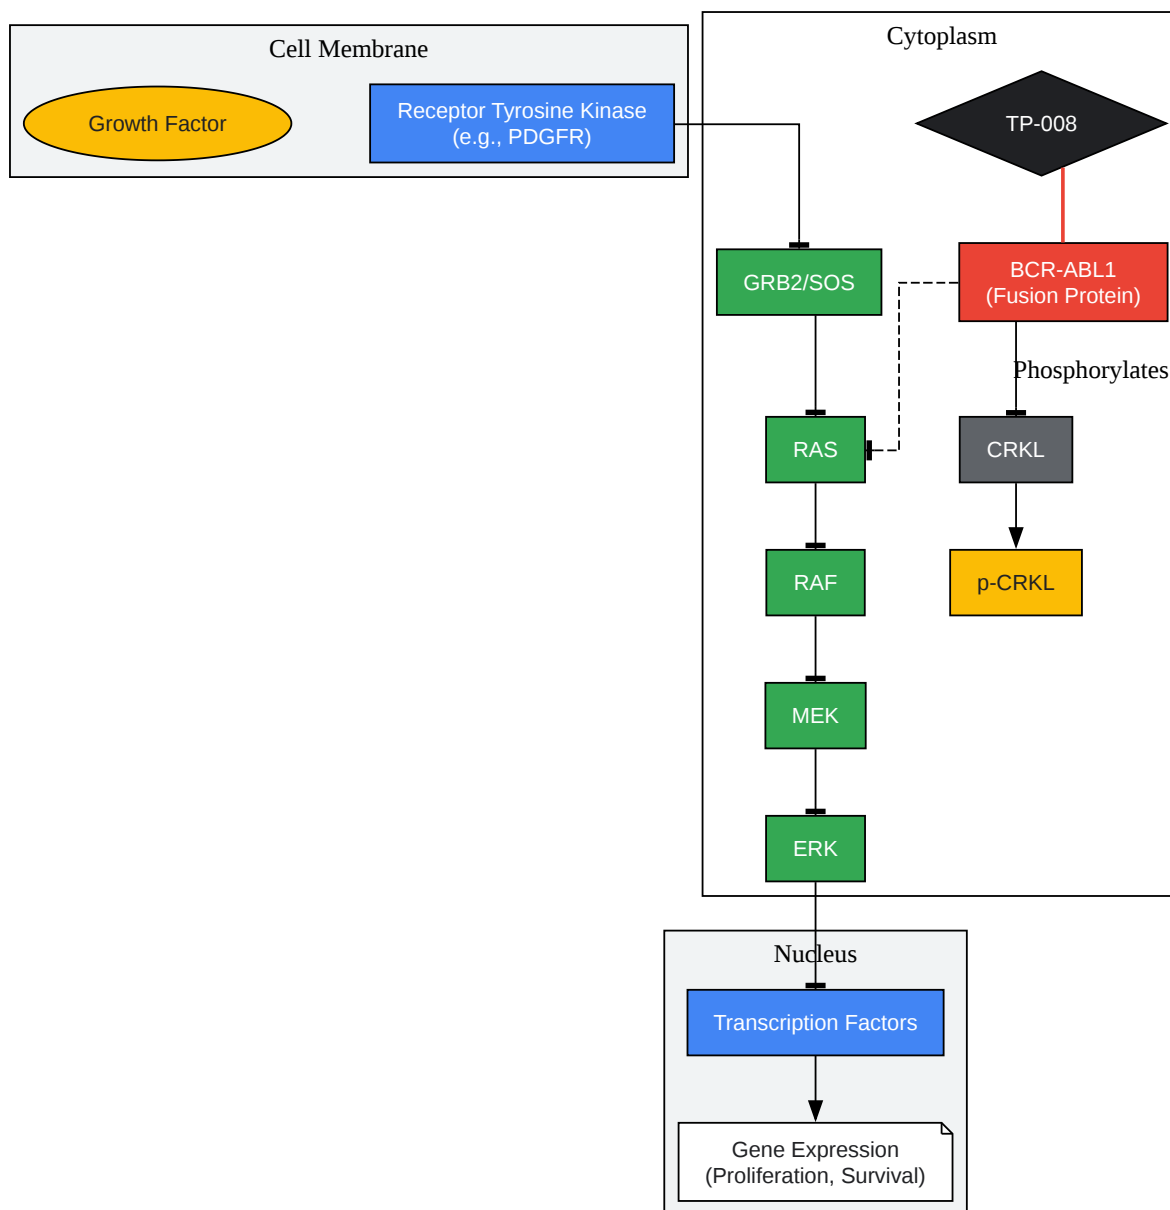 Cell Membrane
Growth Factor
Receptor Tyrosine Kinase
(e.g., PDGFR)
Cytoplasm
TP-008
GRB2/SOS
BCR-ABL1
(Fusion Protein)
Phosphorylates
RAS
CRKL
RAF
p-CRKL
MEK
ERK
Nucleus
Transcription Factors
Gene Expression
(Proliferation, Survival)